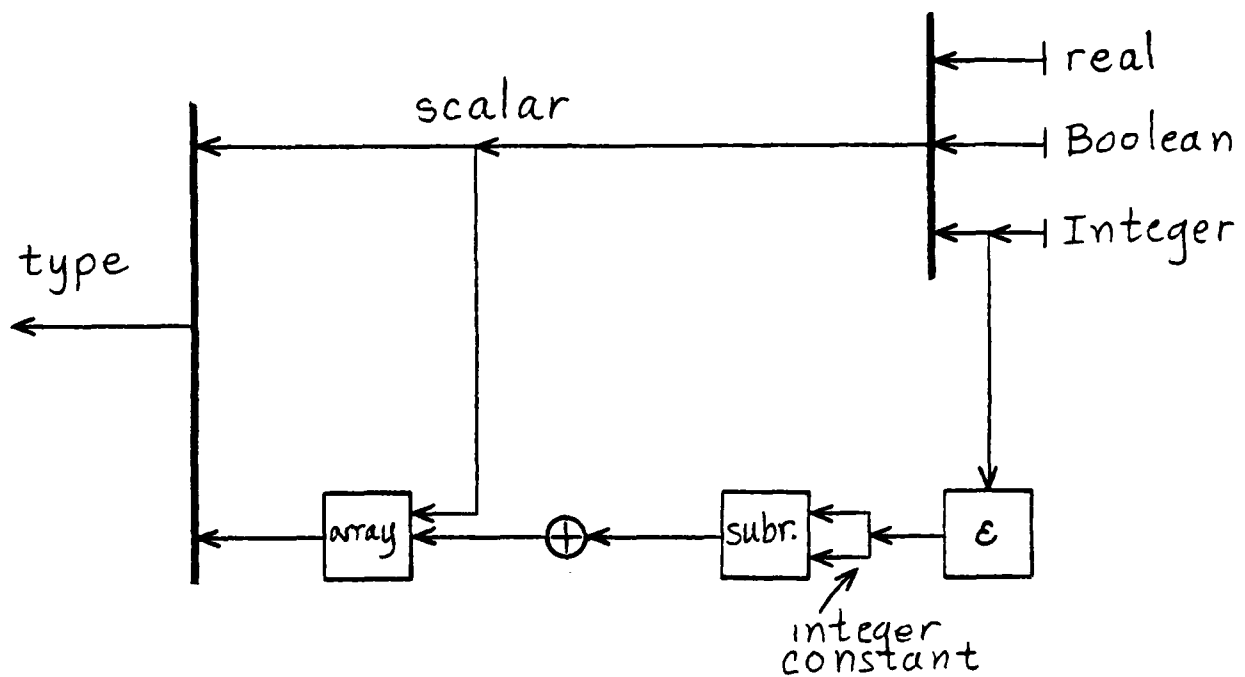 real
scalar
Boolean
Integer
type
array
subr.
ε
integer
constant